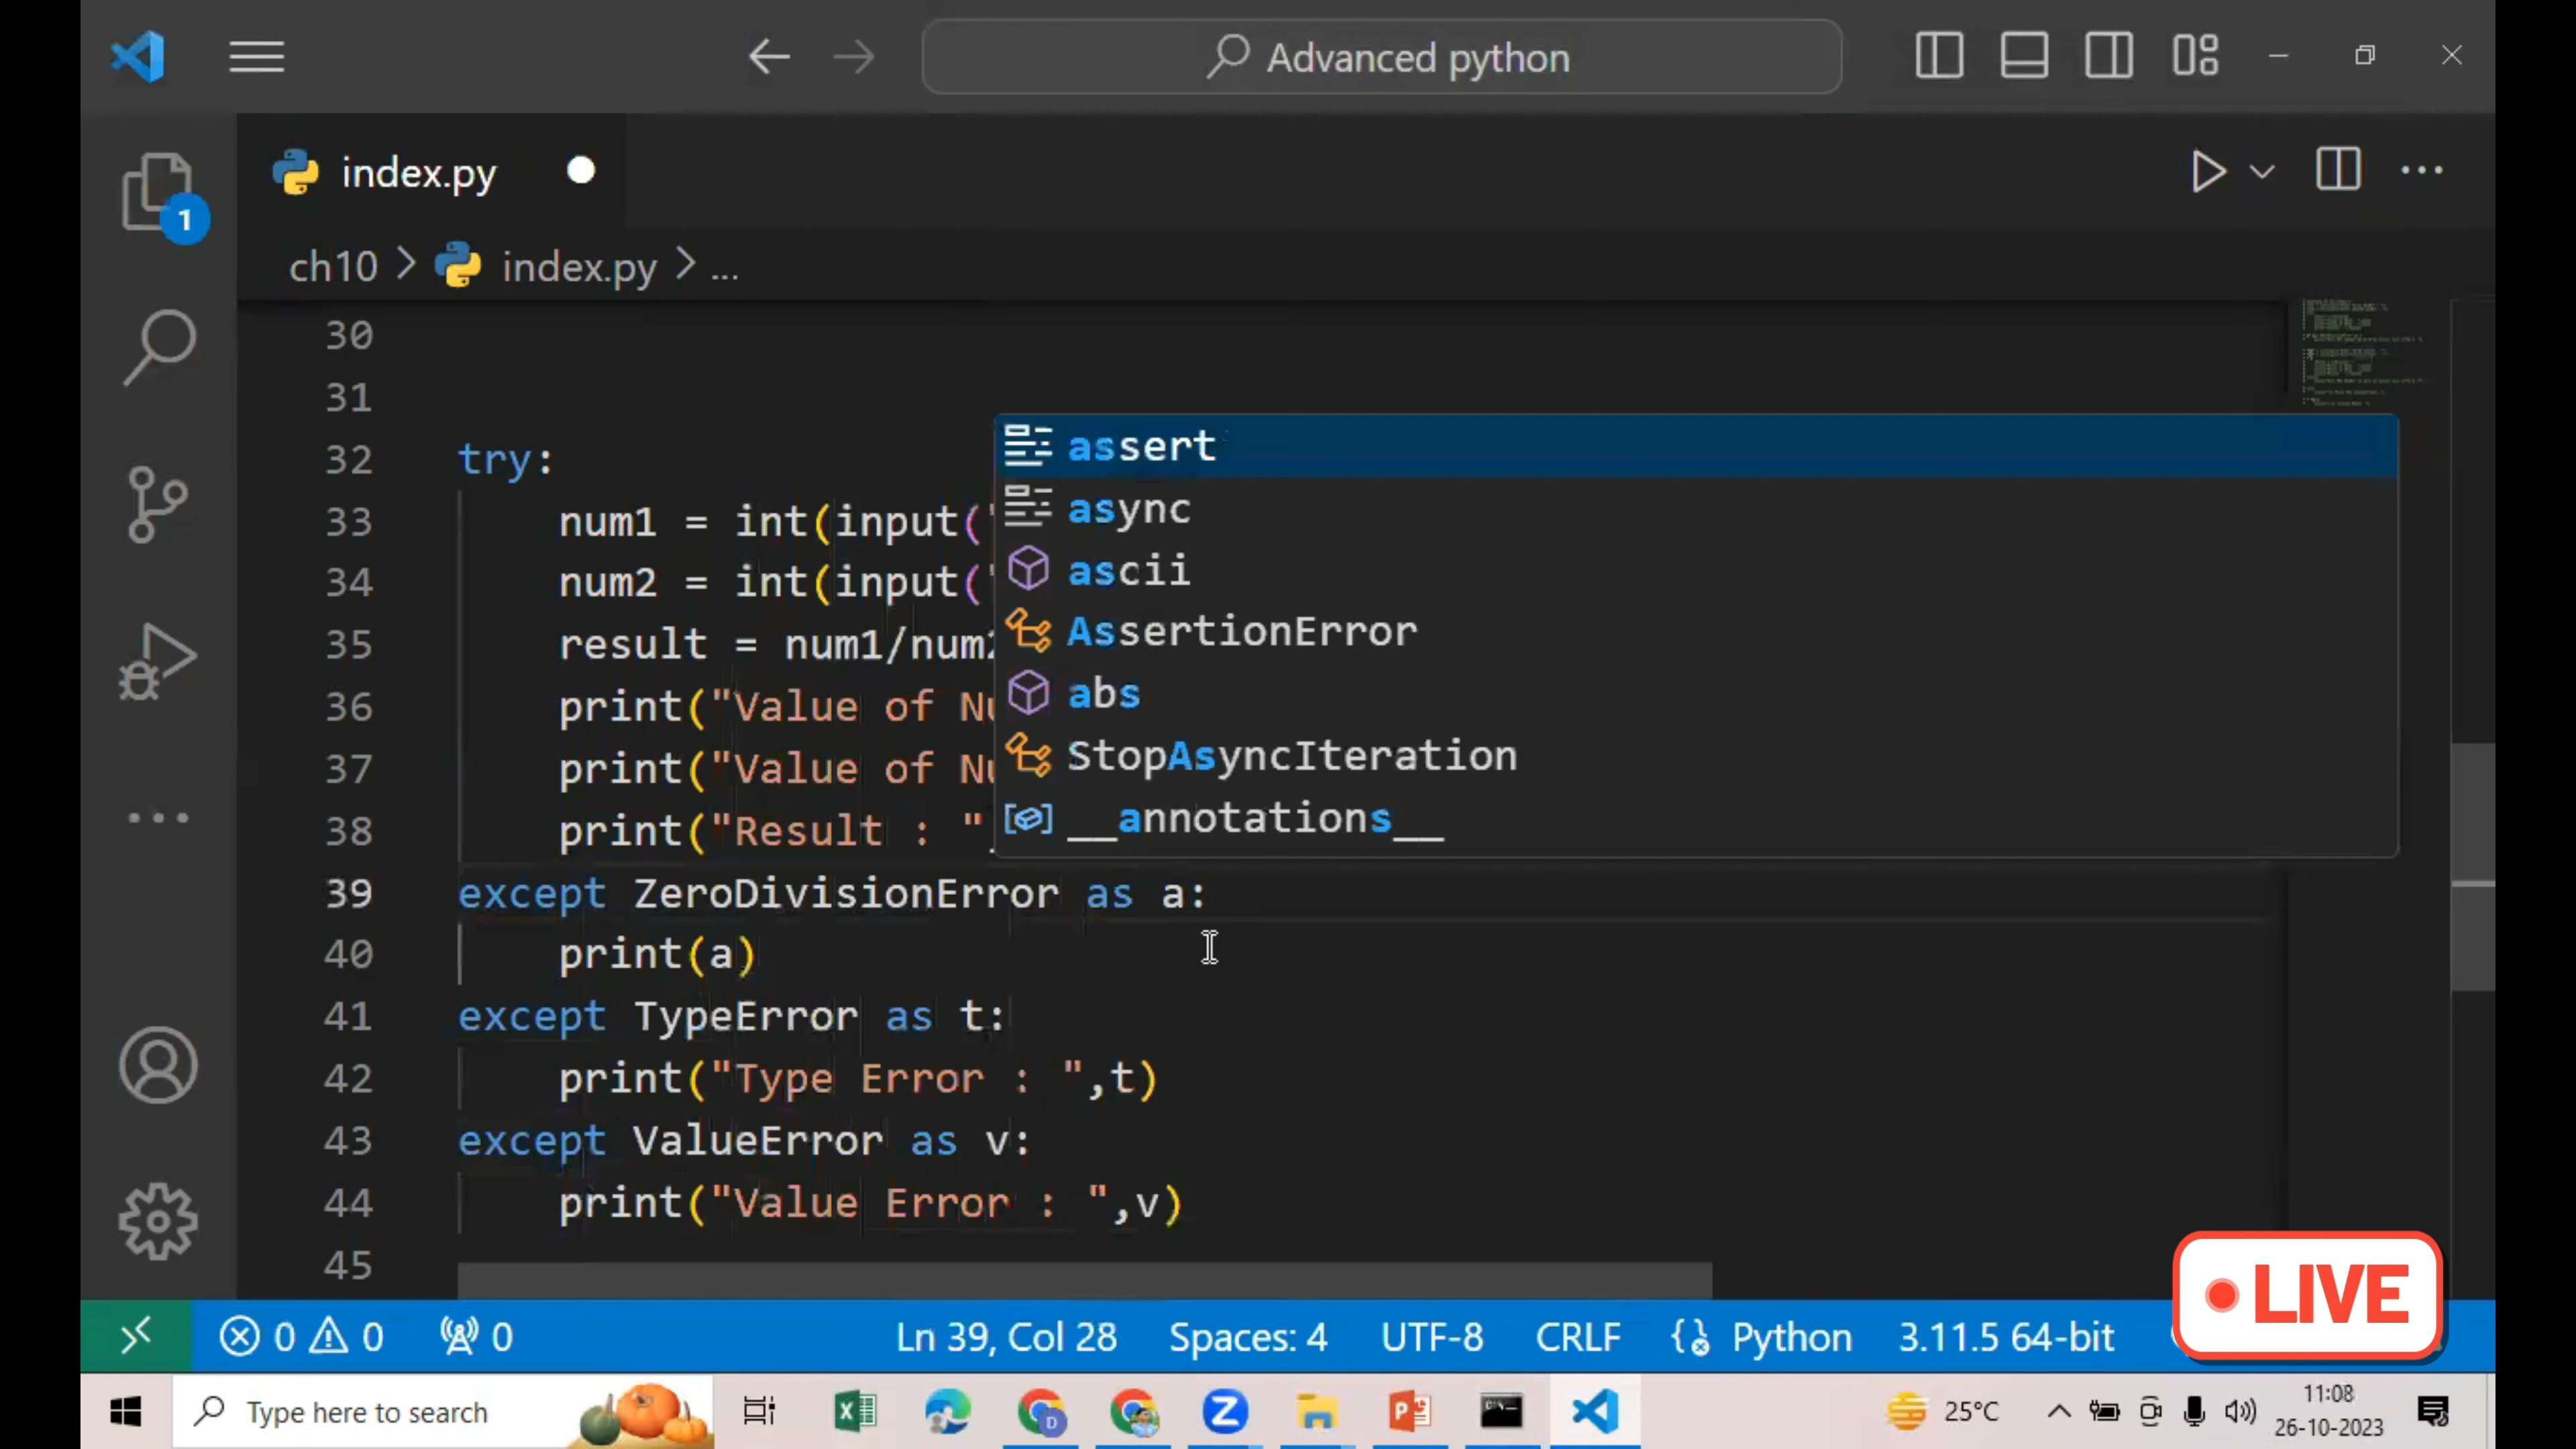 Advanced python
index.py
1
ch10 > index.py > ...
30
31
32 try:
33 num1 = int(input("
34 num2 = int(input("
35 result = num1/num2
36 print("Value of Nu
37 print("Value of Nu
38 print("Result : "
39 except ZeroDivisionError as a:
40 print(a)
41 except TypeError as t:
42 print("Type Error : ",t)
43 except ValueError as v:
44 print("Value Error : ",v)
45
assert
async
ascii
AssertionError
abs
StopAsyncIteration
__annotations__
LIVE
0 0 0 Ln 39, Col 28 Spaces: 4 UTF-8 CRLF Python 3.11.5 64-bit
Type here to search
25°C
11:08
26-10-2023